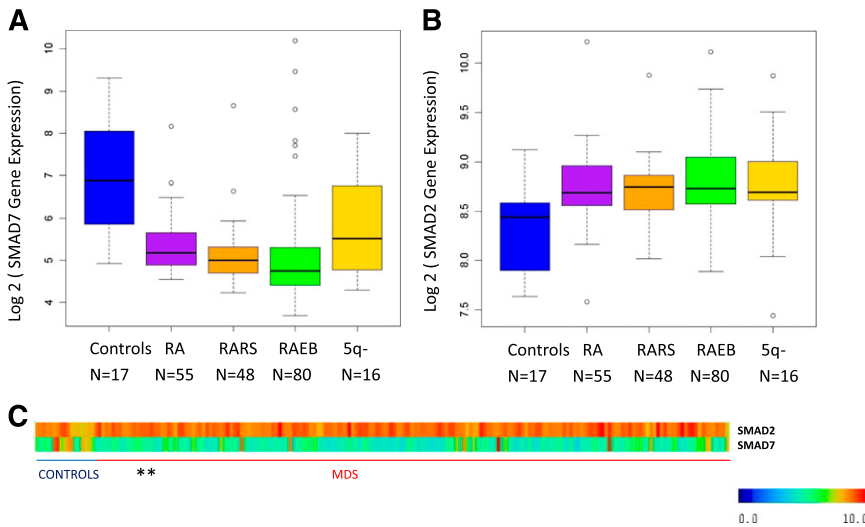 A
Log 2 ( SMAD7 Gene Expression)
10
9
8
7
6
5
4
Controls RA RARS RAEB 5q-
N=17 N=55 N=48 N=80 N=16
B
Log 2 ( SMAD2 Gene Expression)
10.0
9.5
9.0
8.5
8.0
7.5
Controls RA RARS RAEB 5q-
N=17 N=55 N=48 N=80 N=16
C
SMAD2
SMAD7
CONTROLS ** MDS
0.0 10.0